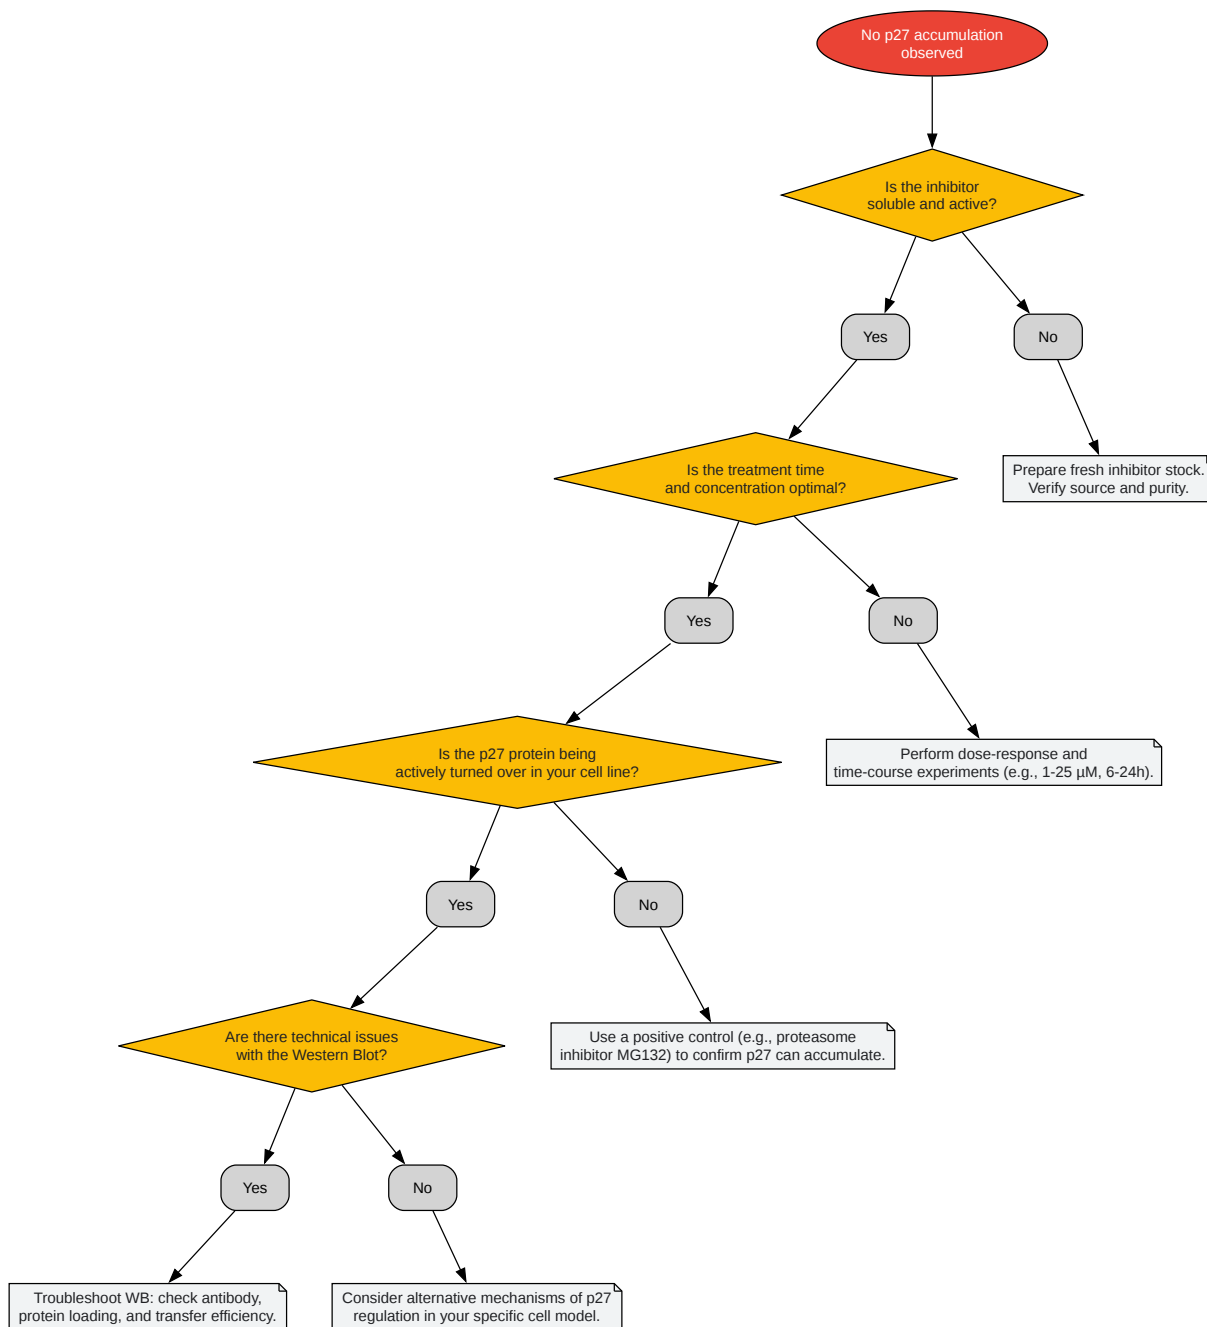 No p27 accumulation
observed
Is the inhibitor
soluble and active?
Yes
No
Prepare fresh inhibitor stock.
Verify source and purity.
Is the treatment time
and concentration optimal?
Yes
No
Perform dose-response and
time-course experiments (e.g., 1-25 µM, 6-24h).
Is the p27 protein being
actively turned over in your cell line?
Yes
No
Use a positive control (e.g., proteasome
inhibitor MG132) to confirm p27 can accumulate.
Are there technical issues
with the Western Blot?
Yes
No
Troubleshoot WB: check antibody,
protein loading, and transfer efficiency.
Consider alternative mechanisms of p27
regulation in your specific cell model.